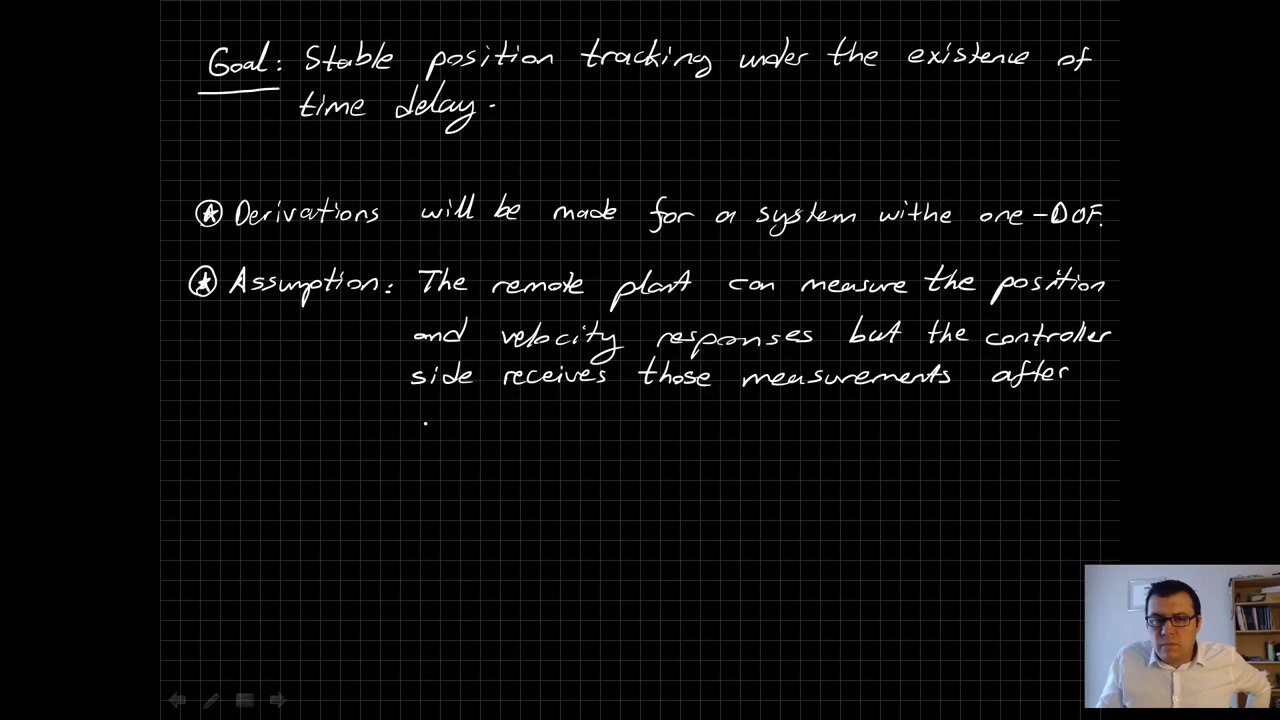 Goal: Stable position tracking under the existence of
time delay.
Derivations will be made for a system withe one-DOF.
Assumption: The remote plant can measure the position
and velocity responses but the controller
side receives those measurements after